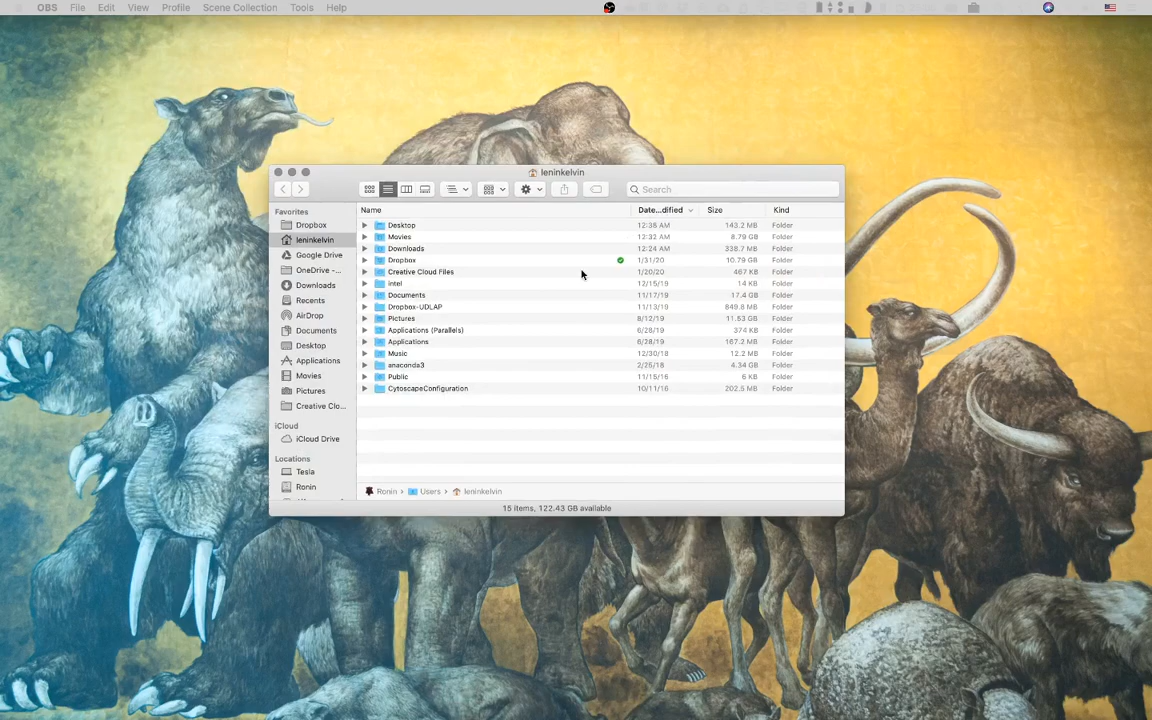 OBS File Edit View Profile Scene Collection Tools Help
leninkelvin
Search
Name Date...dified Size Kind
Favorites
Dropbox
leninkelvin
Google Drive
OneDrive -...
Downloads
Recents
AirDrop
Documents
Desktop
Applications
Movies
Pictures
Creative Clo...
iCloud
iCloud Drive
Locations
Tesla
Ronin
Desktop 12:38 AM 143.2 MB Folder
Movies 12:32 AM 8.79 GB Folder
Downloads 12:24 AM 338.7 MB Folder
Dropbox 1/31/20 10.79 GB Folder
Creative Cloud Files 1/20/20 467 KB Folder
intel 12/15/19 14 KB Folder
Documents 11/17/19 17.4 GB Folder
Dropbox-UDLAP 11/13/19 849.8 MB Folder
Pictures 8/12/19 11.53 GB Folder
Applications (Parallels) 6/28/19 374 KB Folder
Applications 6/28/19 167.2 MB Folder
Music 12/30/18 12.2 MB Folder
anaconda3 2/25/18 4.34 GB Folder
Public 11/15/16 6 KB Folder
CytoscapeConfiguration 10/11/16 202.5 MB Folder
Ronin › Users › leninkelvin
15 items, 122.43 GB available